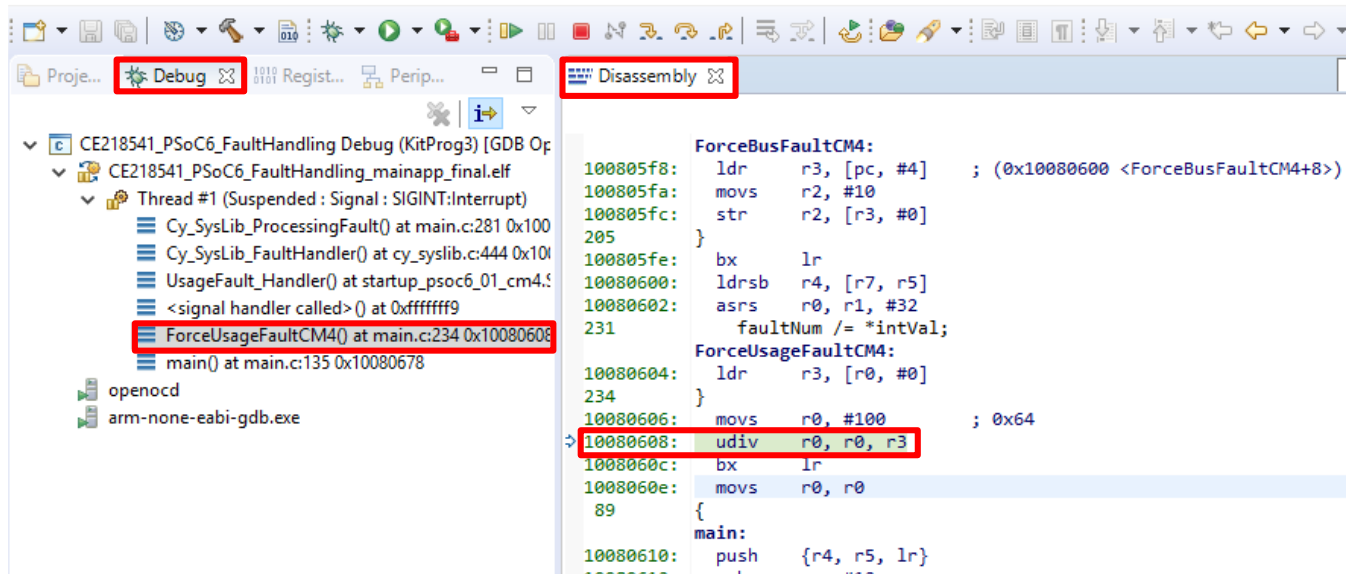 Proje...
Debug
Regist...
Perip...
Disassembly
CE218541_PSoC6_FaultHandling Debug (KitProg3) [GDB Op
CE218541_PSoC6_FaultHandling_mainapp_final.elf
Thread #1 (Suspended : Signal : SIGINT:Interrupt)
Cy_SysLib_ProcessingFault() at main.c:281 0x100
Cy_SysLib_FaultHandler() at cy_syslib.c:444 0x100
UsageFault_Handler() at startup_psoc6_01_cm4.S
<signal handler called>() at 0xfffffff9
ForceUsageFaultCM4() at main.c:234 0x10080608
main() at main.c:135 0x10080678
openocd
arm-none-eabi-gdb.exe
ForceBusFaultCM4:
100805f8: ldr r3, [pc, #4] ; (0x10080600 <ForceBusFaultCM4+8>)
100805fa: movs r2, #10
100805fc: str r2, [r3, #0]
205 }
100805fe: bx lr
10080600: ldrsb r4, [r7, r5]
10080602: asrs r0, r1, #32
231 faultNum /= *intVal;
ForceUsageFaultCM4:
10080604: ldr r3, [r0, #0]
234 }
10080606: movs r0, #100 ; 0x64
10080608: udiv r0, r0, r3
1008060c: bx lr
1008060e: movs r0, r0
89 {
main:
10080610: push {r4, r5, lr}